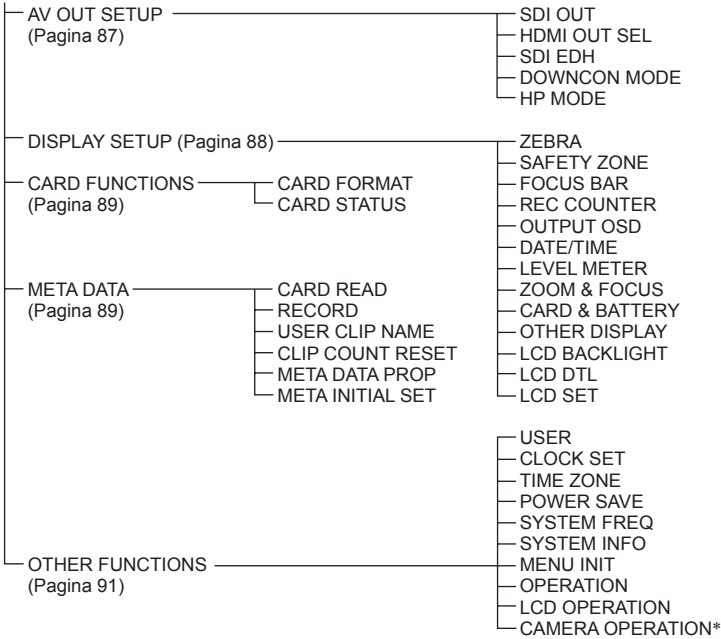 AV OUT SETUP
(Pagina 87)
SDI OUT
HDMI OUT SEL
SDI EDH
DOWNCON MODE
HP MODE
DISPLAY SETUP (Pagina 88)
ZEBRA
SAFETY ZONE
FOCUS BAR
REC COUNTER
OUTPUT OSD
DATE/TIME
LEVEL METER
ZOOM & FOCUS
CARD & BATTERY
OTHER DISPLAY
LCD BACKLIGHT
LCD DTL
LCD SET
CARD FUNCTIONS
(Pagina 89)
CARD FORMAT
CARD STATUS
META DATA
(Pagina 89)
CARD READ
RECORD
USER CLIP NAME
CLIP COUNT RESET
META DATA PROP
META INITIAL SET
OTHER FUNCTIONS
(Pagina 91)
USER
CLOCK SET
TIME ZONE
POWER SAVE
SYSTEM FREQ
SYSTEM INFO
MENU INIT
OPERATION
LCD OPERATION
CAMERA OPERATION*